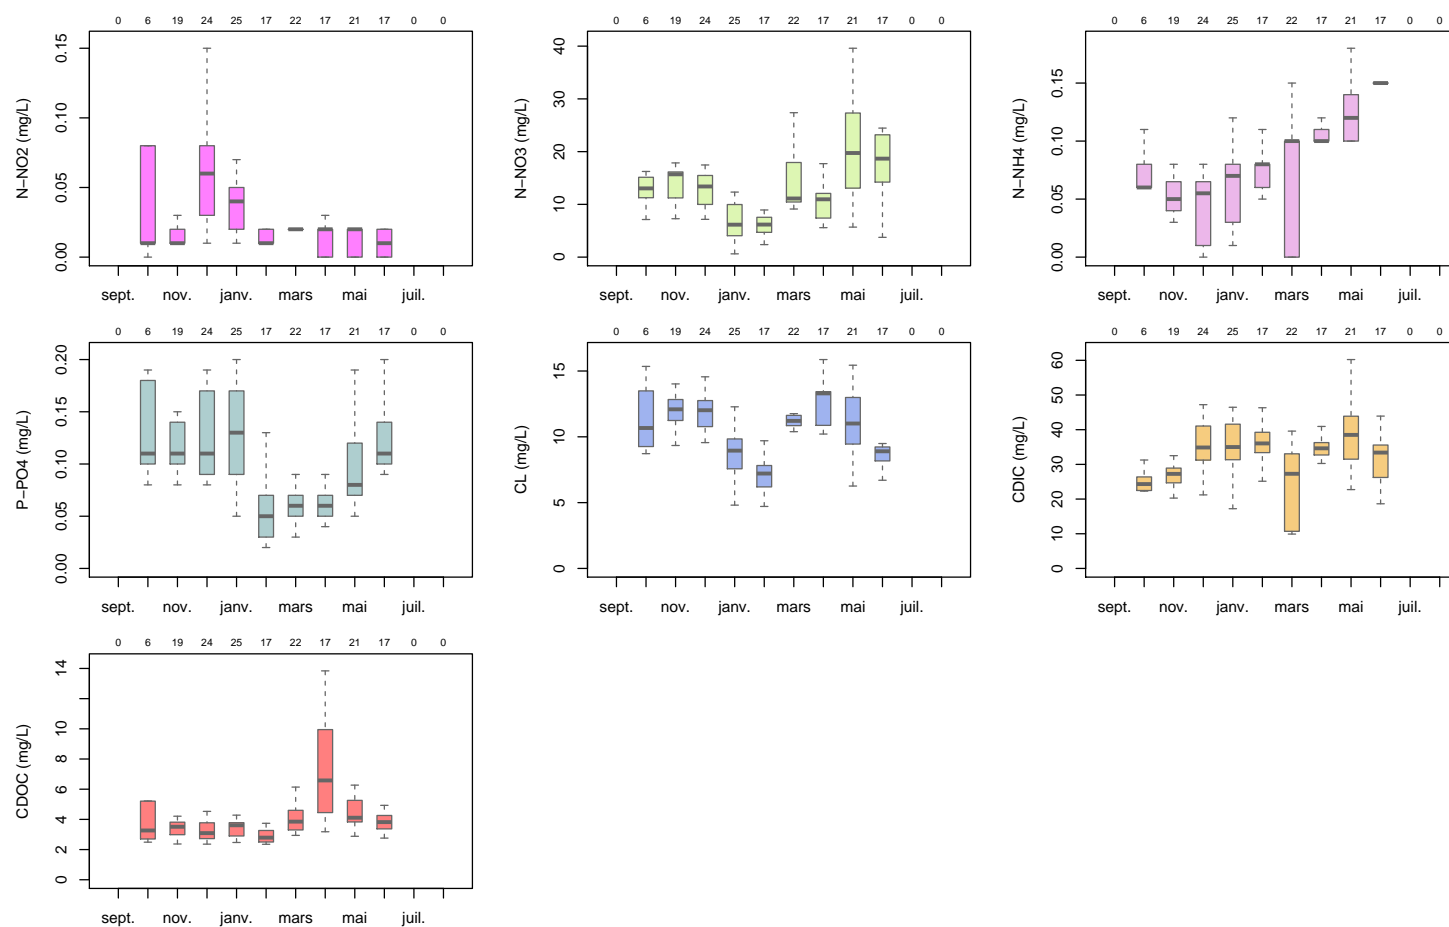 0 6 19 24 25 17 22 17 21 17 0 0
N−NO2 (mg/L)
0.15
0.10
0.05
0.00
sept. nov. janv. mars mai juil.
0 6 19 24 25 17 22 17 21 17 0 0
N−NO3 (mg/L)
40
30
20
10
0
sept. nov. janv. mars mai juil.
0 6 19 24 25 17 22 17 21 17 0 0
N−NH4 (mg/L)
0.15
0.10
0.05
0.00
sept. nov. janv. mars mai juil.
0 6 19 24 25 17 22 17 21 17 0 0
P−PO4 (mg/L)
0.20
0.15
0.10
0.05
0.00
sept. nov. janv. mars mai juil.
0 6 19 24 25 17 22 17 21 17 0 0
CL (mg/L)
15
10
5
0
sept. nov. janv. mars mai juil.
0 6 19 24 25 17 22 17 21 17 0 0
CDIC (mg/L)
60
50
40
30
20
10
0
sept. nov. janv. mars mai juil.
0 6 19 24 25 17 22 17 21 17 0 0
CDOC (mg/L)
14
10
8
6
4
2
0
sept. nov. janv. mars mai juil.